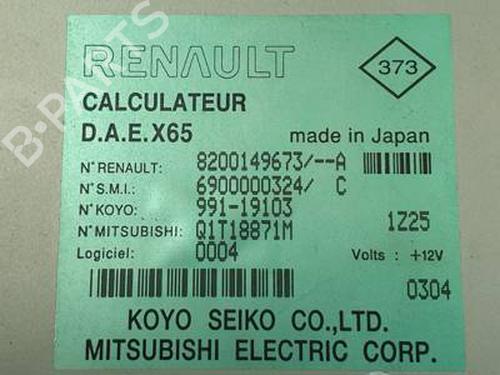 RENAULT
373
CALCULATEUR
D.A.E.X65 made in Japan
N° RENAULT: 8200149673/--A
N° S.M.I.: 6900000324/ C
N° KOYO: 991-19103
N° MITSUBISHI: Q1T18871M 1Z25
Logiciel: 0004 Volts : +12V
0304
KOYO SEIKO CO.,LTD.
MITSUBISHI ELECTRIC CORP.
B-PARTS